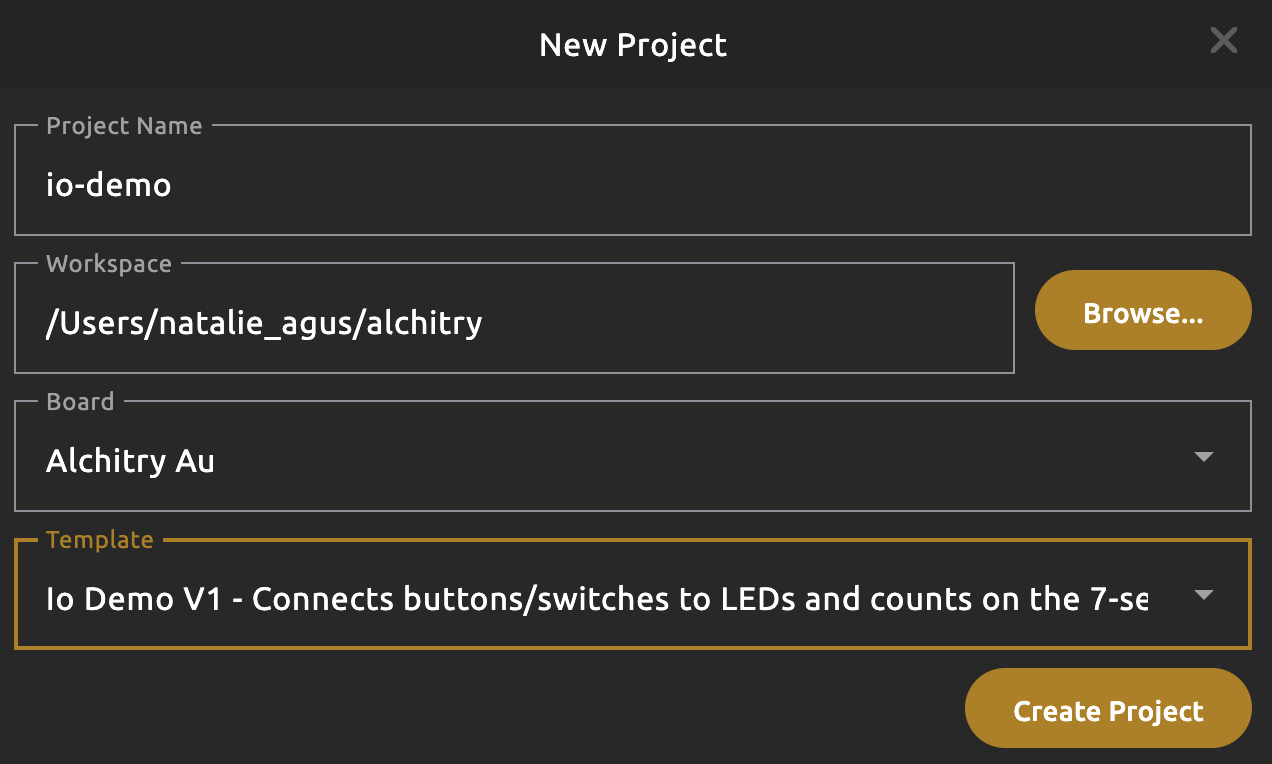 New Project
Project Name
io-demo
Workspace
/Users/natalie_agus/alchitry
Browse...
Board
Alchitry Au
Template
Io Demo V1 - Connects buttons/switches to LEDs and counts on the 7-se
Create Project